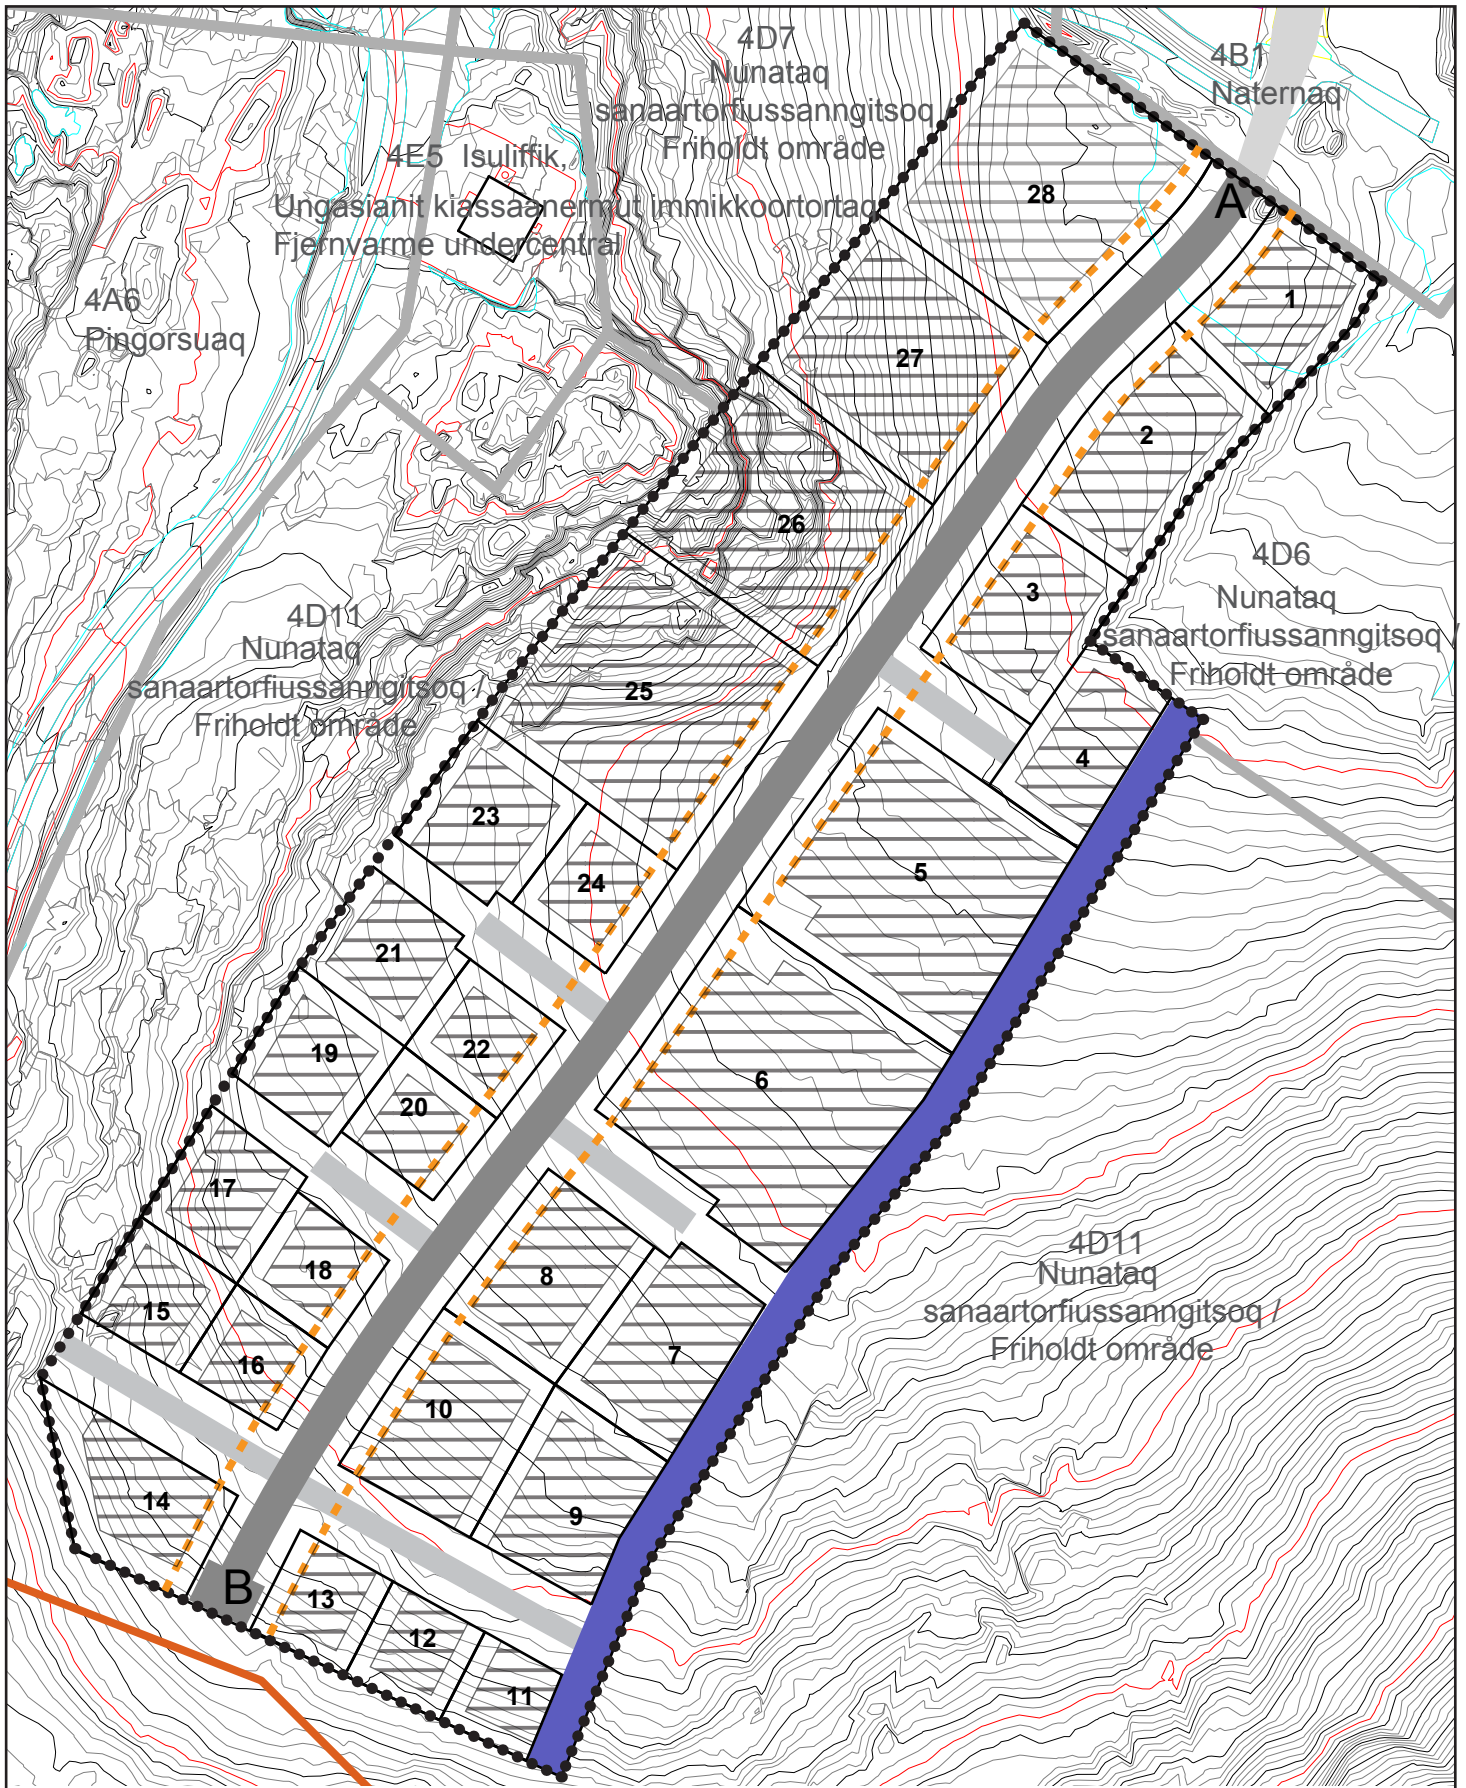 4D7
Nunataq
sanaartorfiussanngitsoq /
Friholdt område
4B1
Naternaq
4E5 Isuliffik,
Ungasianit kiassaanermut immikkoortortaq
Fjernvarme undercentral
4A6
Pingorsuaq
A
28
1
27
2
26
3
4D6
Nunataq
sanaartorfiussanngitsoq /
Friholdt område
4D11
Nunataq
sanaartorfiussanngitsoq /
Friholdt område
25
4
23
5
24
21
22
19
20
6
17
18
8
4D11
Nunataq
sanaartorfiussanngitsoq /
Friholdt område
15
16
7
10
14
9
B
13
12
11